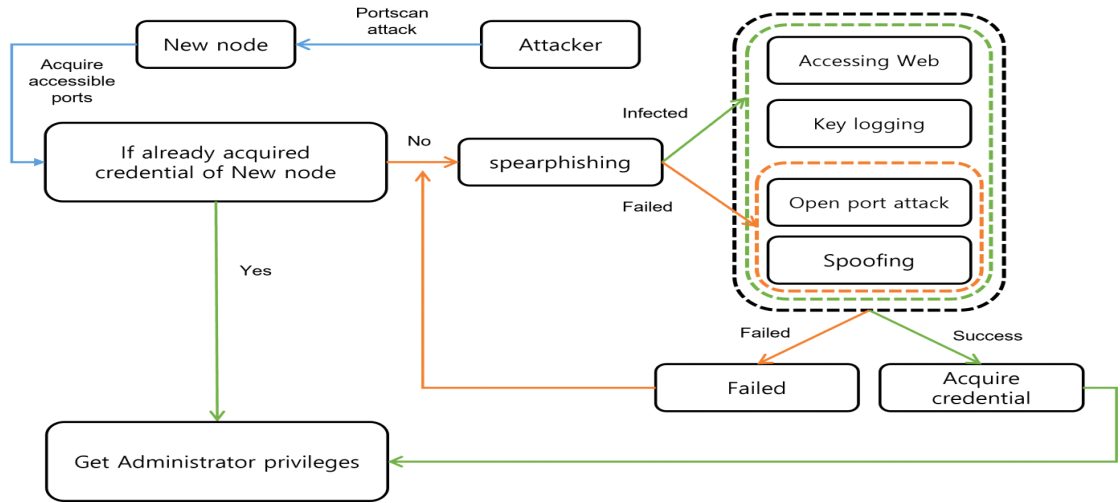 Portscan
attack
New node
Attacker
Acquire
accessible
ports
If already acquired
credential of New node
No
spearphishing
Infected
Failed
Accessing Web
Key logging
Open port attack
Spoofing
Yes
Failed
Success
Failed
Acquire
credential
Get Administrator privileges